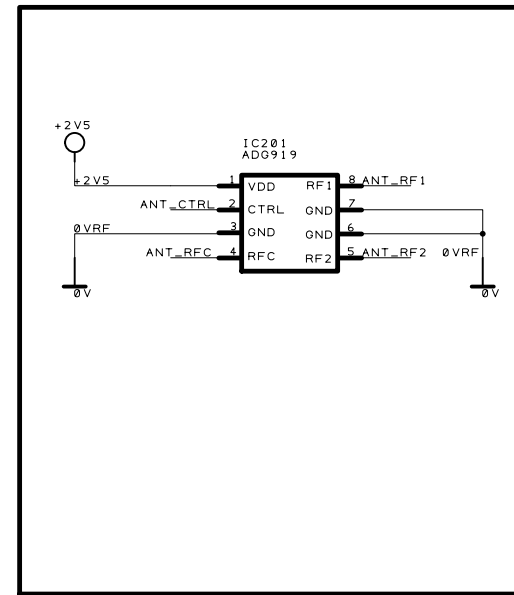 +2V5
IC201
ADG919
+2V5 1 VDD RF1 8 ANT_RF1
ANT_CTRL 2 CTRL GND 7
0VRF 3 GND GND 6
ANT_RFC 4 RFC RF2 5 ANT_RF2 0VRF
0V 0V